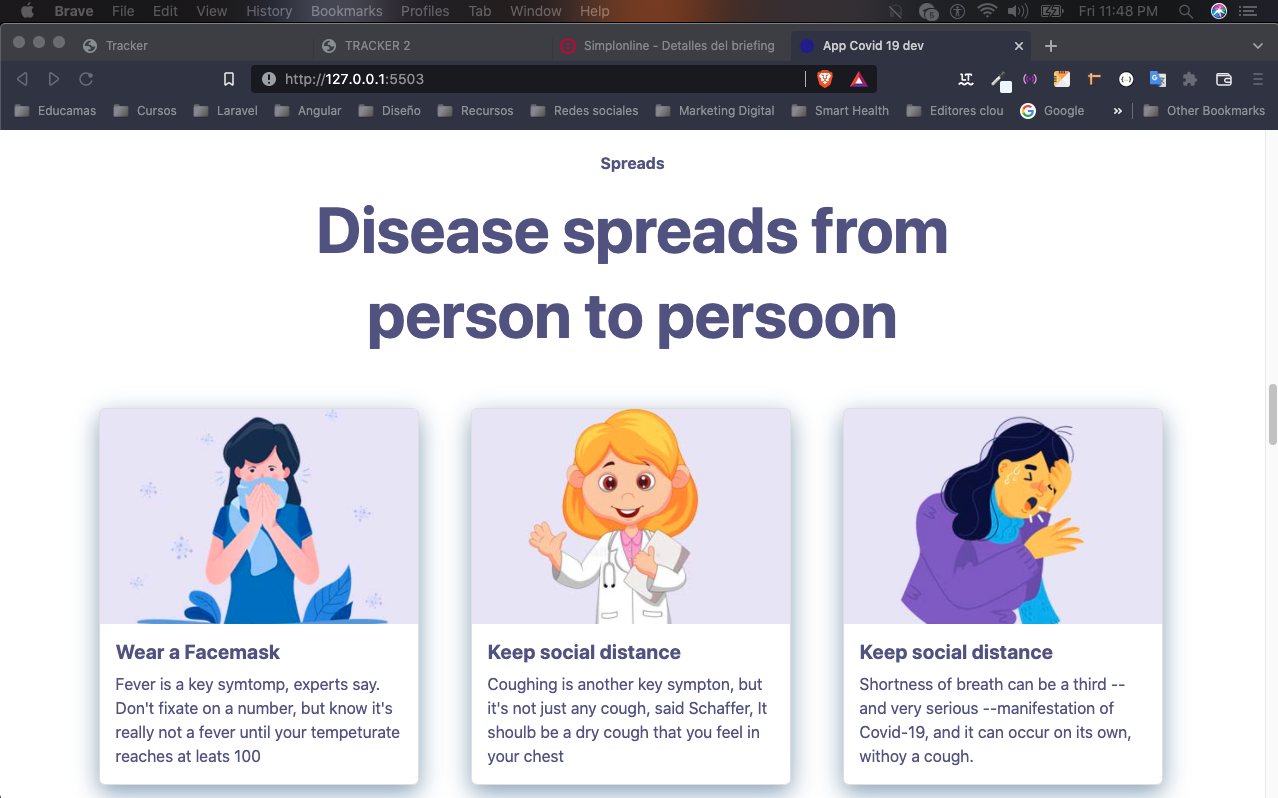 Brave File Edit View History Bookmarks Profiles Tab Window Help Fri 11:48 PM
Tracker TRACKER 2 Simplonline - Detalles del briefing App Covid 19 dev
http://127.0.0.1:5503
Educamas Cursos Laravel Angular Diseño Recursos Redes sociales Marketing Digital Smart Health Editores clou Google » Other Bookmarks
Spreads
Disease spreads from
person to persoon
Wear a Facemask
Fever is a key symtomp, experts say.
Don't fixate on a number, but know it's
really not a fever until your tempeturate
reaches at leats 100
Keep social distance
Coughing is another key sympton, but
it's not just any cough, said Schaffer, It
shoulb be a dry cough that you feel in
your chest
Keep social distance
Shortness of breath can be a third --
and very serious --manifestation of
Covid-19, and it can occur on its own,
withoy a cough.